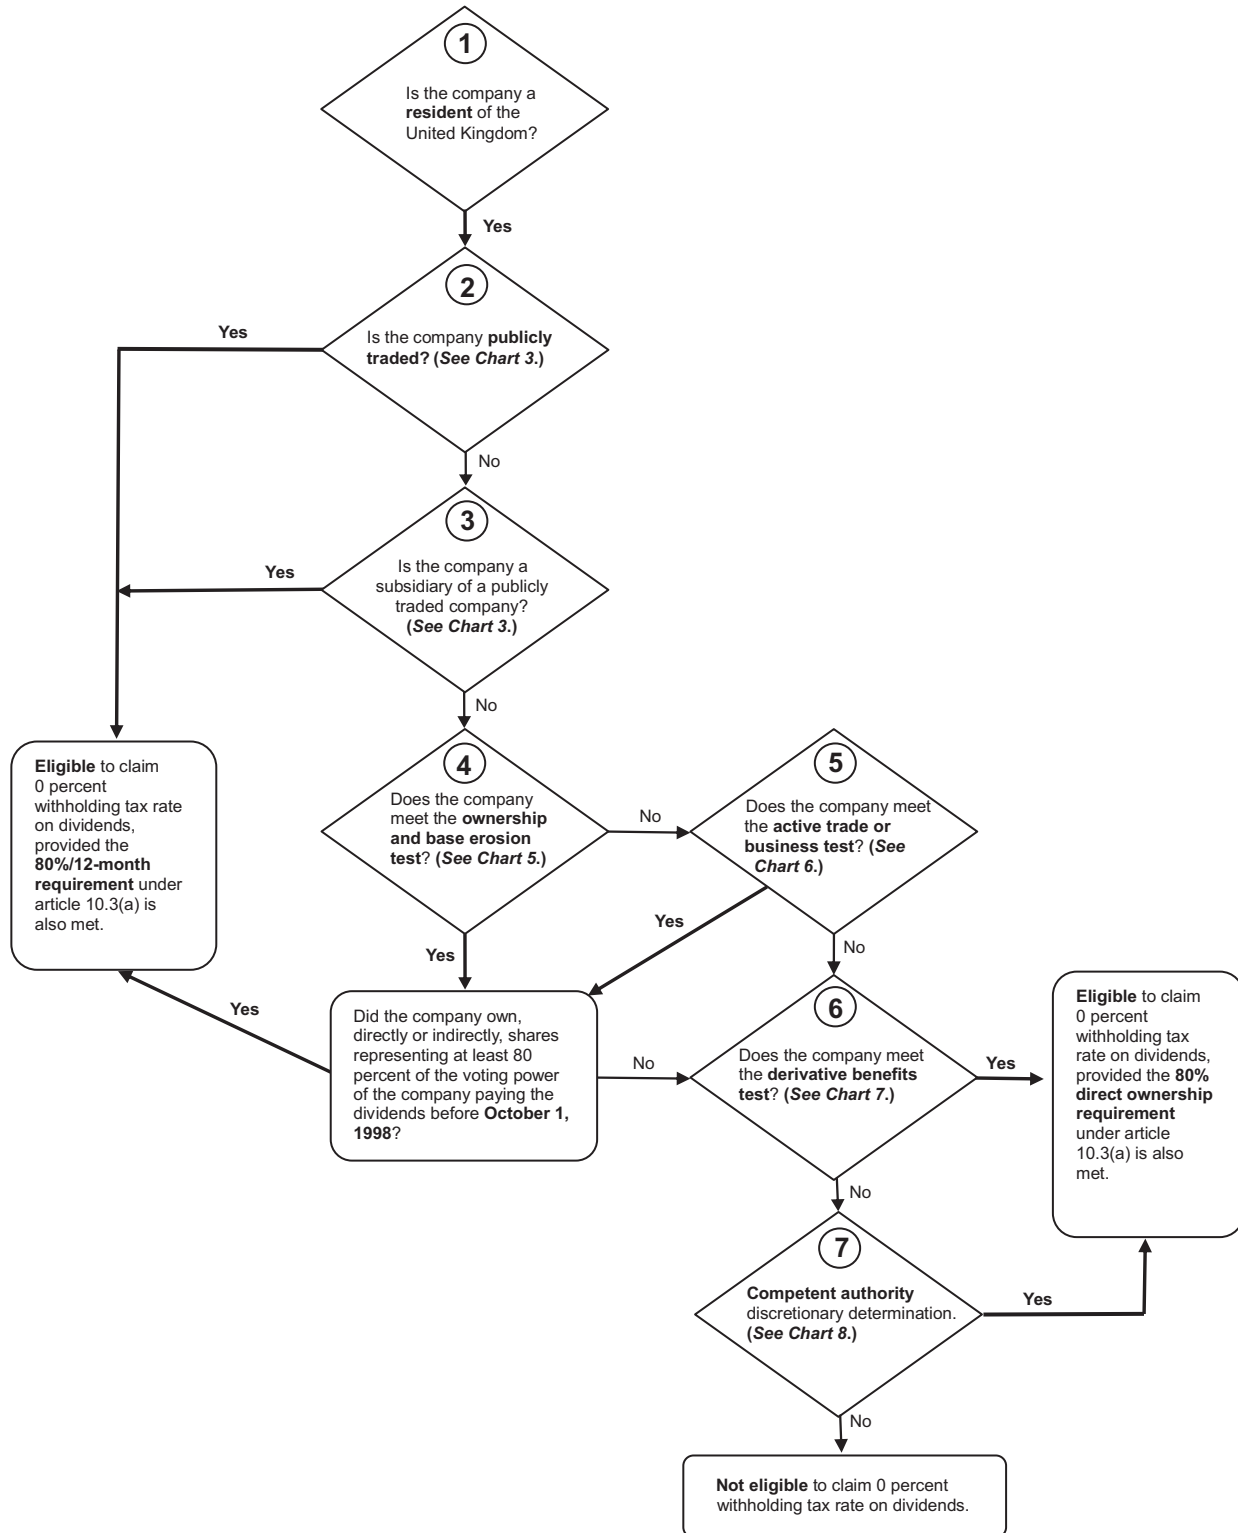 1
Is the company a
resident of the
United Kingdom?
Yes
2
Yes
Is the company publicly
traded? (See Chart 3.)
No
3
Yes
Is the company a
subsidiary of a publicly
traded company?
(See Chart 3.)
No
4
Does the company
meet the ownership
and base erosion
test? (See Chart 5.)
No
5
Does the company meet
the active trade or
business test? (See
Chart 6.)
Eligible to claim
0 percent
withholding tax rate
on dividends,
provided the
80%/12-month
requirement under
article 10.3(a) is
also met.
Yes
Yes
No
Yes
Did the company own,
directly or indirectly, shares
representing at least 80
percent of the voting power
of the company paying the
dividends before October 1,
1998?
No
6
Does the company meet
the derivative benefits
test? (See Chart 7.)
Yes
Eligible to claim
0 percent
withholding tax
rate on dividends,
provided the 80%
direct ownership
requirement
under article
10.3(a) is also
met.
No
7
Competent authority
discretionary determination.
(See Chart 8.)
Yes
No
Not eligible to claim 0 percent
withholding tax rate on dividends.